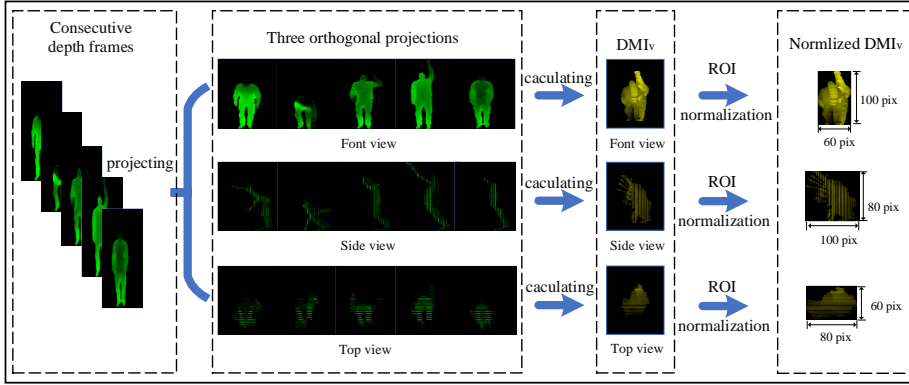 Consecutive
depth frames
projecting
Three orthogonal projections
Font view
Side view
Top view
caculating
caculating
caculating
DMIv
Font view
Side view
Top view
ROI
normalization
ROI
normalization
ROI
normalization
Normlized DMIv
100 pix
60 pix
80 pix
100 pix
60 pix
80 pix